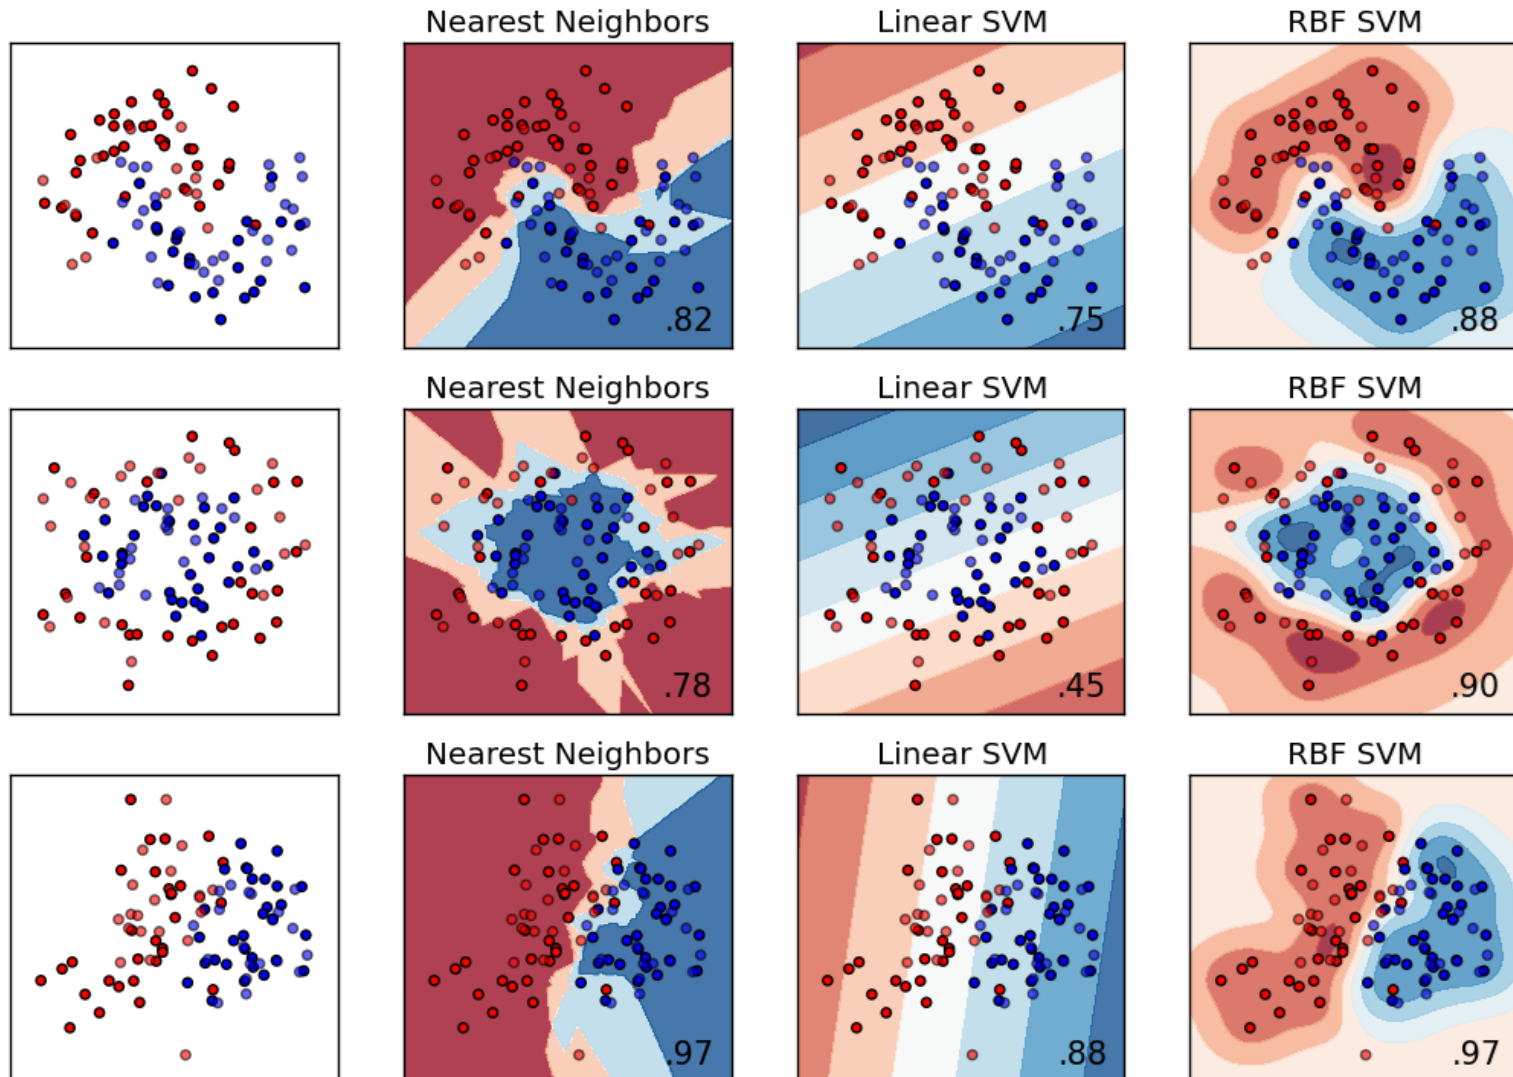 Nearest Neighbors Linear SVM RBF SVM
.82 .75 .88
Nearest Neighbors Linear SVM RBF SVM
.78 .45 .90
Nearest Neighbors Linear SVM RBF SVM
.97 .88 .97